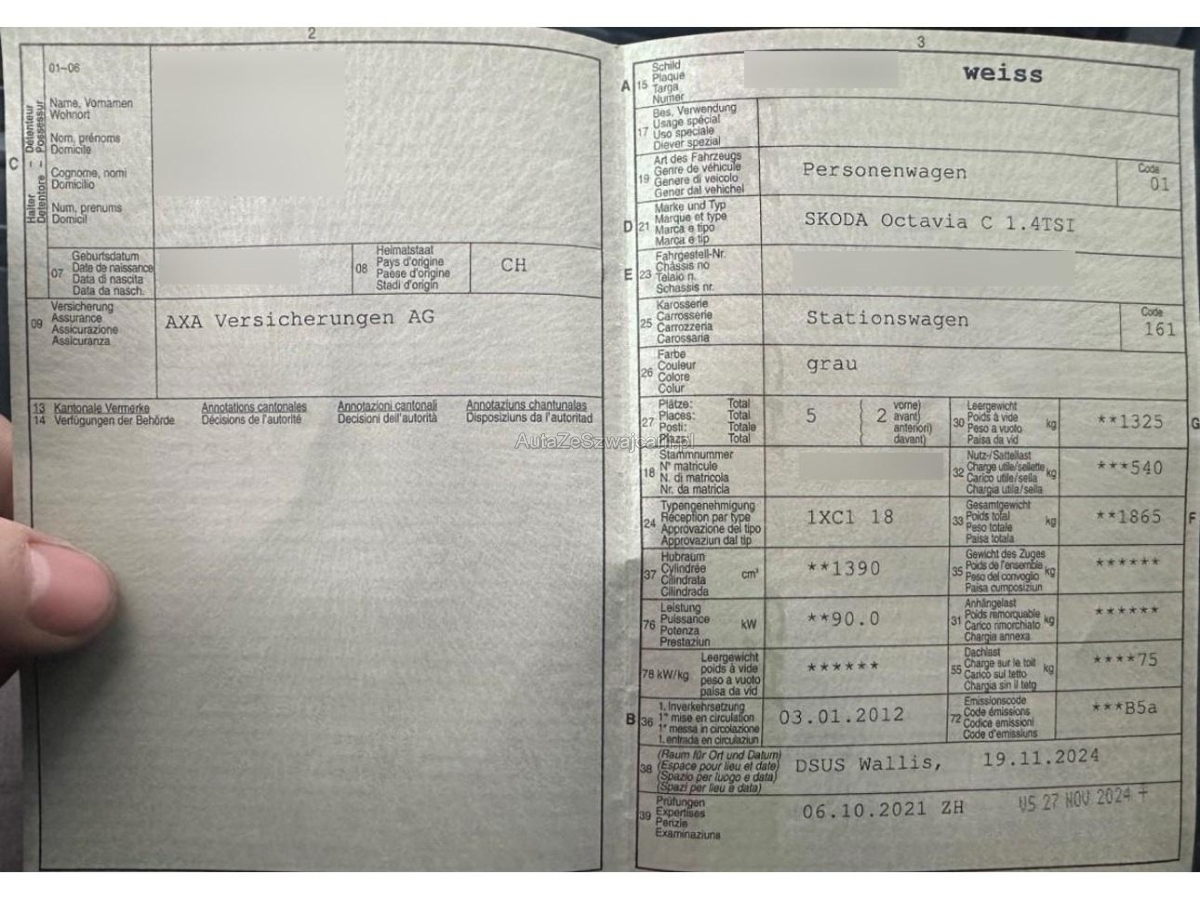 2
01–06
Halter – Détenteur
Detentore – Possessur
C
Name, Vornamen
Wohnort
Nom, prénoms
Domicile
Cognome, nomi
Domicilio
Num, prenums
Domicil
07
Geburtsdatum
Date de naissance
Data di nascita
Data da nasch.
08
Heimatstaat
Pays d'origine
Paese d'origine
Stadi d'origin
CH
09
Versicherung
Assurance
Assicurazione
Assicuranza
AXA Versicherungen AG
13 Kantonale Vermerke Annotations cantonales Annotazioni cantonali Annotaziuns chantunalas
14 Verfügungen der Behörde Décisions de l'autorité Decisioni dell'autorità Disposiziuns da l'autoritad
AutaZeSzwajcarii.pl
3
A 15
Schild
Plaque
Targa
Numer
weiss
17
Bes. Verwendung
Usage spécial
Uso speciale
Diever spezial
19
Art des Fahrzeugs
Genre de véhicule
Genere di veicolo
Gener dal vehichel
Personenwagen
Code
01
D 21
Marke und Typ
Marque et type
Marca e tipo
Marca e tip
SKODA Octavia C 1.4TSI
E 23
Fahrgestell-Nr.
Châssis no
Telaio n.
Schassis nr.
25
Karosserie
Carrosserie
Carrozzeria
Carossaria
Stationswagen
Code
161
26
Farbe
Couleur
Colore
Colur
grau
27
Plätze: Total
Places: Total
Posti: Totale
Plazs: Total
5 { 2
vorne)
avant)
anteriori)
davant)
30
Leergewicht
Poids à vide
Peso a vuoto
Paisa da vid
kg
**1325
G
18
Stammnummer
N° matricule
N. di matricola
Nr. da matricla
32
Nutz-/Sattellast
Charge utile/sellette
Carico utile/sella
Chargia utila/sella
kg
***540
24
Typengenehmigung
Réception par type
Approvazione del tipo
Approvaziun dal tip
1XC1 18
33
Gesamtgewicht
Poids total
Peso totale
Paisa totala
kg
**1865
F
37
Hubraum
Cylindrée
Cilindrata
Cilindrada
cm³
**1390
35
Gewicht des Zuges
Poids de l'ensemble
Peso del convoglio
Paisa cumposiziun
kg
******
76
Leistung
Puissance
Potenza
Prestaziun
kW
**90.0
31
Anhängelast
Poids remorquable
Carico rimorchiato
Chargia annexa
kg
******
78 kW/kg
Leergewicht
poids à vide
peso a vuoto
paisa da vid
******
55
Dachlast
Charge sur le toit
Carico sul tetto
Chargia sin il tetg
kg
****75
B 36
1. Inverkehrsetzung
1re mise en circulation
1a messa in circolazione
1. entrada en circulaziun
03.01.2012
72
Emissionscode
Code émissions
Codice emissioni
Code d'emissiuns
***B5a
38
(Raum für Ort und Datum)
(Espace pour lieu et date)
(Spazio per luogo e data)
(Spazi per lieu e data)
DSUS Wallis, 19.11.2024
39
Prüfungen
Expertises
Perizie
Examinaziuns
06.10.2021 ZH
VS 27 NOV 2024 +